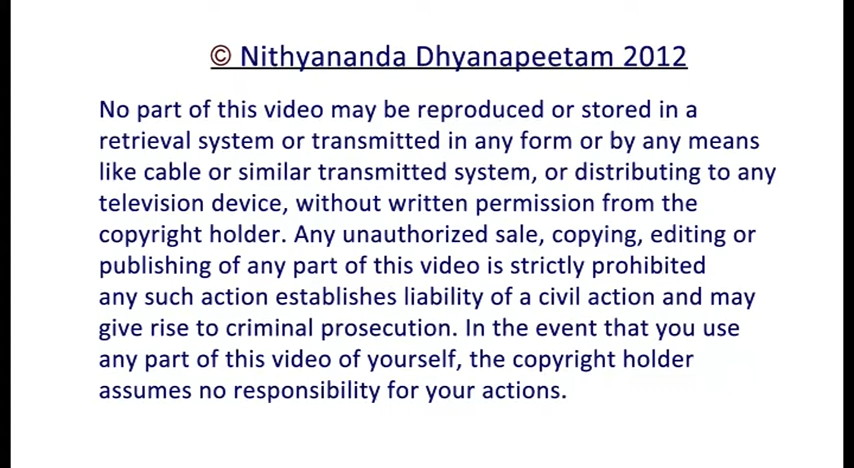 © Nithyananda Dhyanapeetam 2012
No part of this video may be reproduced or stored in a
retrieval system or transmitted in any form or by any means
like cable or similar transmitted system, or distributing to any
television device, without written permission from the
copyright holder. Any unauthorized sale, copying, editing or
publishing of any part of this video is strictly prohibited
any such action establishes liability of a civil action and may
give rise to criminal prosecution. In the event that you use
any part of this video of yourself, the copyright holder
assumes no responsibility for your actions.